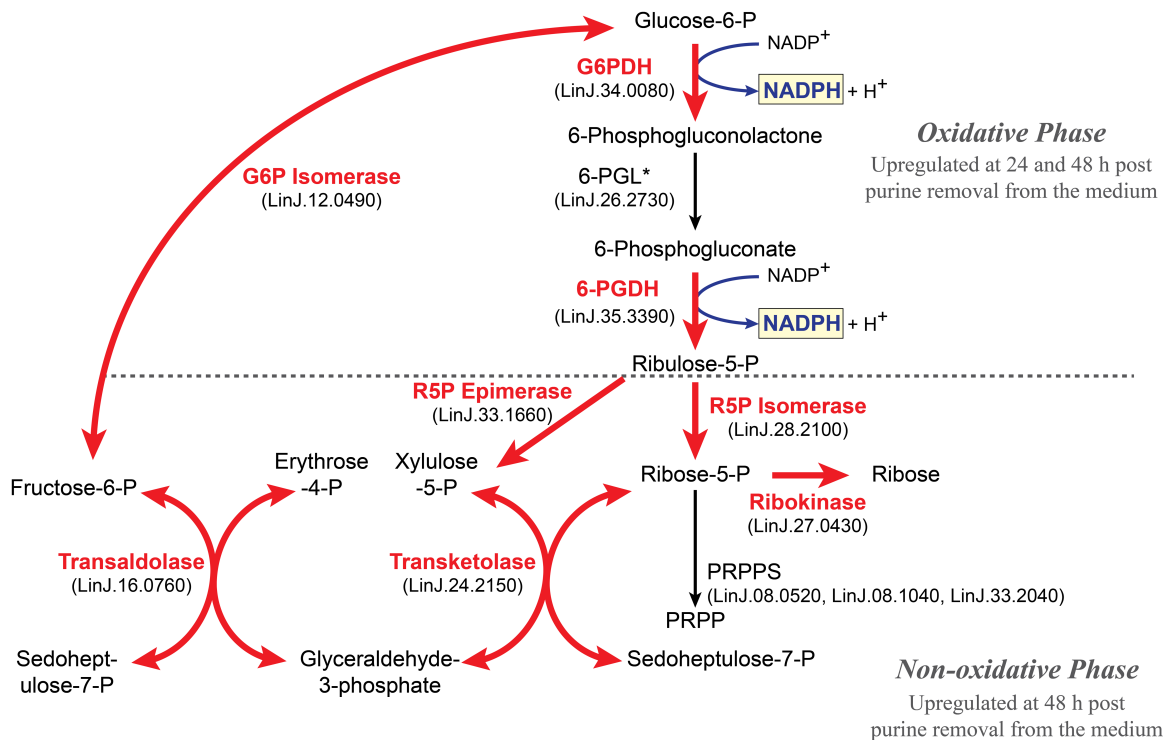 Glucose-6-P
NADP+
G6PDH
(LinJ.34.0080)
NADPH + H+
6-Phosphogluconolactone
Oxidative Phase
Upregulated at 24 and 48 h post
purine removal from the medium
G6P Isomerase
(LinJ.12.0490)
6-PGL*
(LinJ.26.2730)
6-Phosphogluconate
NADP+
6-PGDH
(LinJ.35.3390)
NADPH + H+
Ribulose-5-P
R5P Epimerase
(LinJ.33.1660)
R5P Isomerase
(LinJ.28.2100)
Fructose-6-P
Erythrose
-4-P
Xylulose
-5-P
Ribose-5-P
Ribose
Ribokinase
(LinJ.27.0430)
Transaldolase
(LinJ.16.0760)
Transketolase
(LinJ.24.2150)
PRPPS
(LinJ.08.0520, LinJ.08.1040, LinJ.33.2040)
PRPP
Sedohept-
ulose-7-P
Glyceraldehyde-
3-phosphate
Sedoheptulose-7-P
Non-oxidative Phase
Upregulated at 48 h post
purine removal from the medium